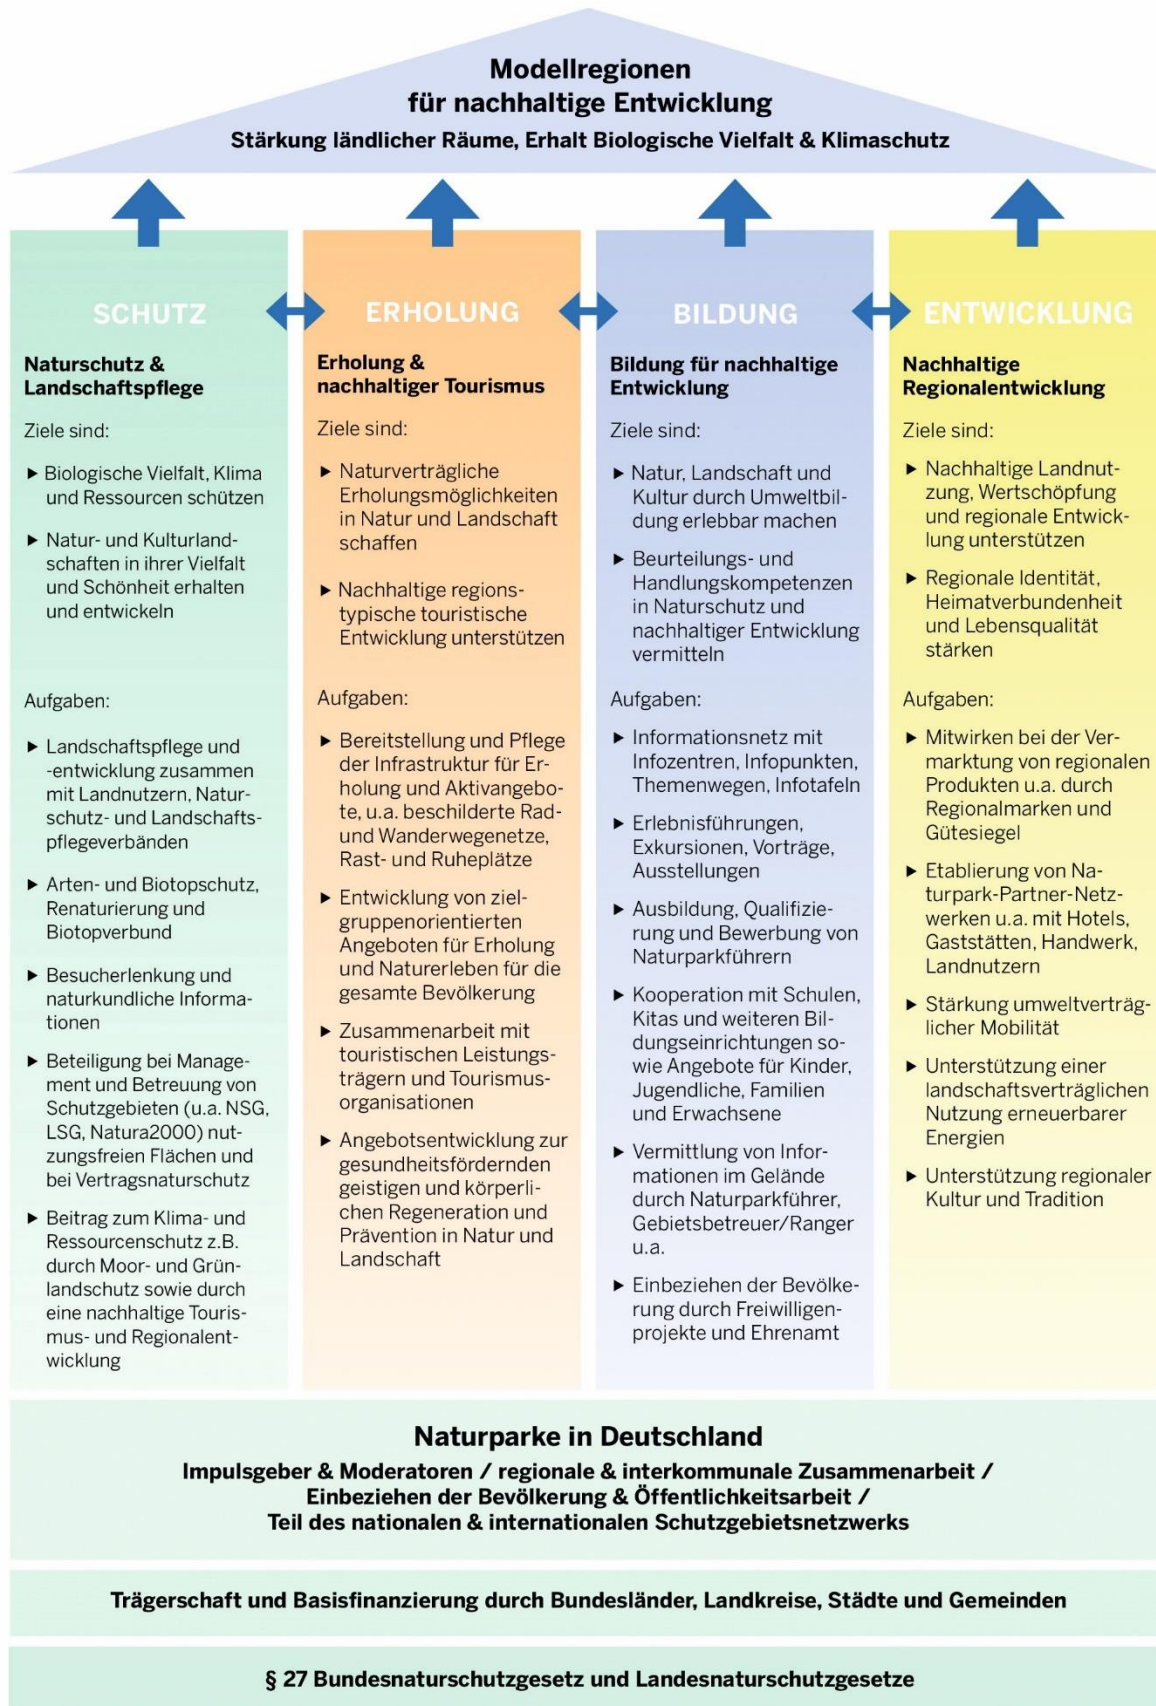 Modellregionen
für nachhaltige Entwicklung
Stärkung ländlicher Räume, Erhalt Biologische Vielfalt & Klimaschutz
SCHUTZ
Naturschutz &
Landschaftspflege
Ziele sind:
▶ Biologische Vielfalt, Klima
und Ressourcen schützen
▶ Natur- und Kulturland-
schaften in ihrer Vielfalt
und Schönheit erhalten
und entwickeln
Aufgaben:
▶ Landschaftspflege und
-entwicklung zusammen
mit Landnutzern, Natur-
schutz- und Landschafts-
pflegeverbänden
▶ Arten- und Biotopschutz,
Renaturierung und
Biotopverbund
▶ Besucherlenkung und
naturkundliche Informa-
tionen
▶ Beteiligung bei Manage-
ment und Betreuung von
Schutzgebieten (u.a. NSG,
LSG, Natura2000) nut-
zungsfreien Flächen und
bei Vertragsnaturschutz
▶ Beitrag zum Klima- und
Ressourcenschutz z.B.
durch Moor- und Grün-
landschutz sowie durch
eine nachhaltige Touris-
mus- und Regionalent-
wicklung
ERHOLUNG
Erholung &
nachhaltiger Tourismus
Ziele sind:
▶ Naturverträgliche
Erholungsmöglichkeiten
in Natur und Landschaft
schaffen
▶ Nachhaltige regions-
typische touristische
Entwicklung unterstützen
Aufgaben:
▶ Bereitstellung und Pflege
der Infrastruktur für Er-
holung und Aktivangebo-
te, u.a. beschilderte Rad-
und Wanderwegenetze,
Rast- und Ruheplätze
▶ Entwicklung von ziel-
gruppenorientierten
Angeboten für Erholung
und Naturerleben für die
gesamte Bevölkerung
▶ Zusammenarbeit mit
touristischen Leistungs-
trägern und Tourismus-
organisationen
▶ Angebotsentwicklung zur
gesundheitsfördernden
geistigen und körperli-
chen Regeneration und
Prävention in Natur und
Landschaft
BILDUNG
Bildung für nachhaltige
Entwicklung
Ziele sind:
▶ Natur, Landschaft und
Kultur durch Umweltbil-
dung erlebbar machen
▶ Beurteilungs- und
Handlungskompetenzen
in Naturschutz und
nachhaltiger Entwicklung
vermitteln
Aufgaben:
▶ Informationsnetz mit
Infozentren, Infopunkten,
Themenwegen, Infotafeln
▶ Erlebnisführungen,
Exkursionen, Vorträge,
Ausstellungen
▶ Ausbildung, Qualifizie-
rung und Bewerbung von
Naturparkführern
▶ Kooperation mit Schulen,
Kitas und weiteren Bil-
dungseinrichtungen so-
wie Angebote für Kinder,
Jugendliche, Familien
und Erwachsene
▶ Vermittlung von Infor-
mationen im Gelände
durch Naturparkführer,
Gebietsbetreuer/Ranger
u.a.
▶ Einbeziehen der Bevölke-
rung durch Freiwilligen-
projekte und Ehrenamt
ENTWICKLUNG
Nachhaltige
Regionalentwicklung
Ziele sind:
▶ Nachhaltige Landnut-
zung, Wertschöpfung
und regionale Entwick-
lung unterstützen
▶ Regionale Identität,
Heimatverbundenheit
und Lebensqualität
stärken
Aufgaben:
▶ Mitwirken bei der Ver-
marktung von regionalen
Produkten u.a. durch
Regionalmarken und
Gütesiegel
▶ Etablierung von Na-
turpark-Partner-Netz-
werken u.a. mit Hotels,
Gaststätten, Handwerk,
Landnutzern
▶ Stärkung umweltverträg-
licher Mobilität
▶ Unterstützung einer
landschaftsverträglichen
Nutzung erneuerbarer
Energien
▶ Unterstützung regionaler
Kultur und Tradition
Naturparke in Deutschland
Impulsgeber & Moderatoren / regionale & interkommunale Zusammenarbeit /
Einbeziehen der Bevölkerung & Öffentlichkeitsarbeit /
Teil des nationalen & internationalen Schutzgebietsnetzwerks
Trägerschaft und Basisfinanzierung durch Bundesländer, Landkreise, Städte und Gemeinden
§ 27 Bundesnaturschutzgesetz und Landesnaturschutzgesetze